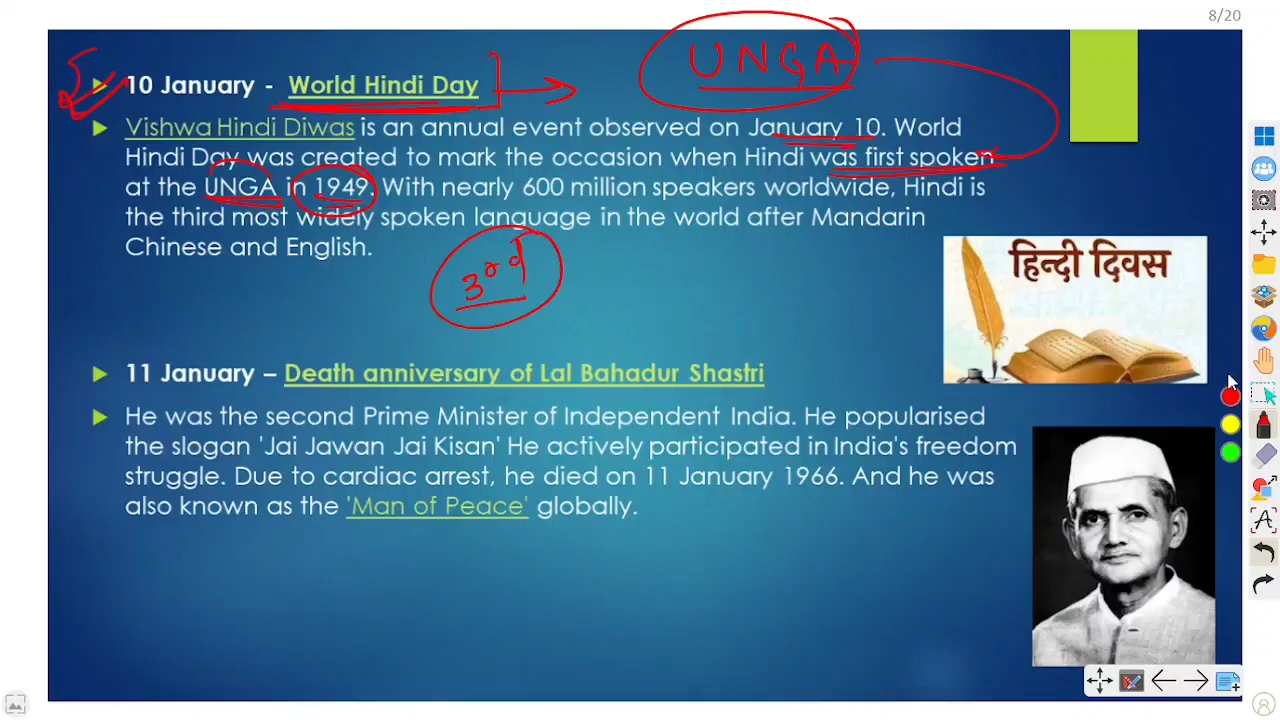 8/20
UNGA
10 January - World Hindi Day
Vishwa Hindi Diwas is an annual event observed on January 10. World
Hindi Day was created to mark the occasion when Hindi was first spoken
at the UNGA in 1949. With nearly 600 million speakers worldwide, Hindi is
the third most widely spoken language in the world after Mandarin
Chinese and English.
3rd
हिन्दी दिवस
11 January – Death anniversary of Lal Bahadur Shastri
He was the second Prime Minister of Independent India. He popularised
the slogan 'Jai Jawan Jai Kisan' He actively participated in India's freedom
struggle. Due to cardiac arrest, he died on 11 January 1966. And he was
also known as the 'Man of Peace' globally.